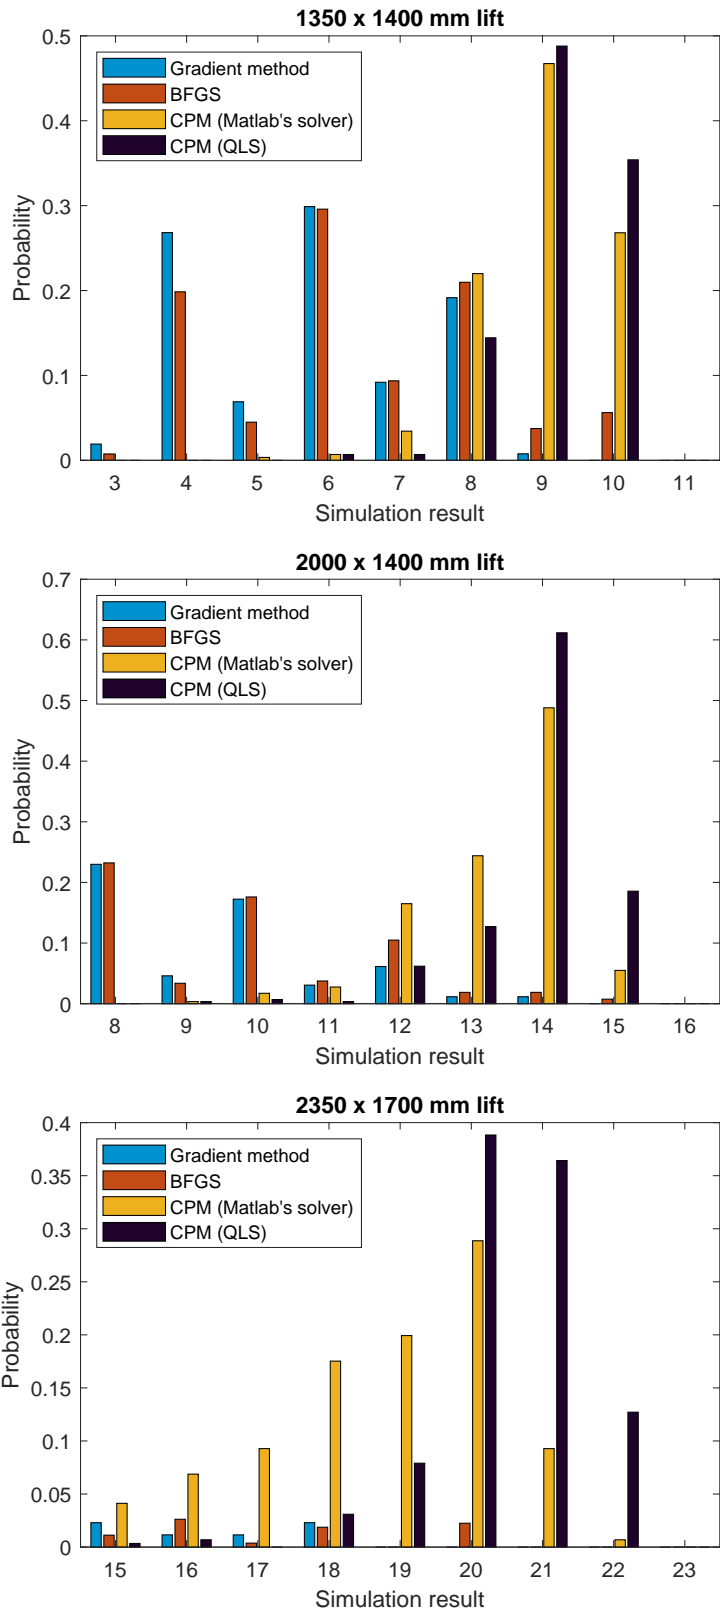 1350 x 1400 mm lift
Gradient method
BFGS
CPM (Matlab's solver)
CPM (QLS)
Probability
0.5
0.4
0.3
0.2
0.1
0
3 4 5 6 7 8 9 10 11
Simulation result
2000 x 1400 mm lift
Gradient method
BFGS
CPM (Matlab's solver)
CPM (QLS)
Probability
0.7
0.6
0.5
0.4
0.3
0.2
0.1
0
8 9 10 11 12 13 14 15 16
Simulation result
2350 x 1700 mm lift
Gradient method
BFGS
CPM (Matlab's solver)
CPM (QLS)
Probability
0.4
0.35
0.3
0.25
0.2
0.15
0.1
0.05
0
15 16 17 18 19 20 21 22 23
Simulation result